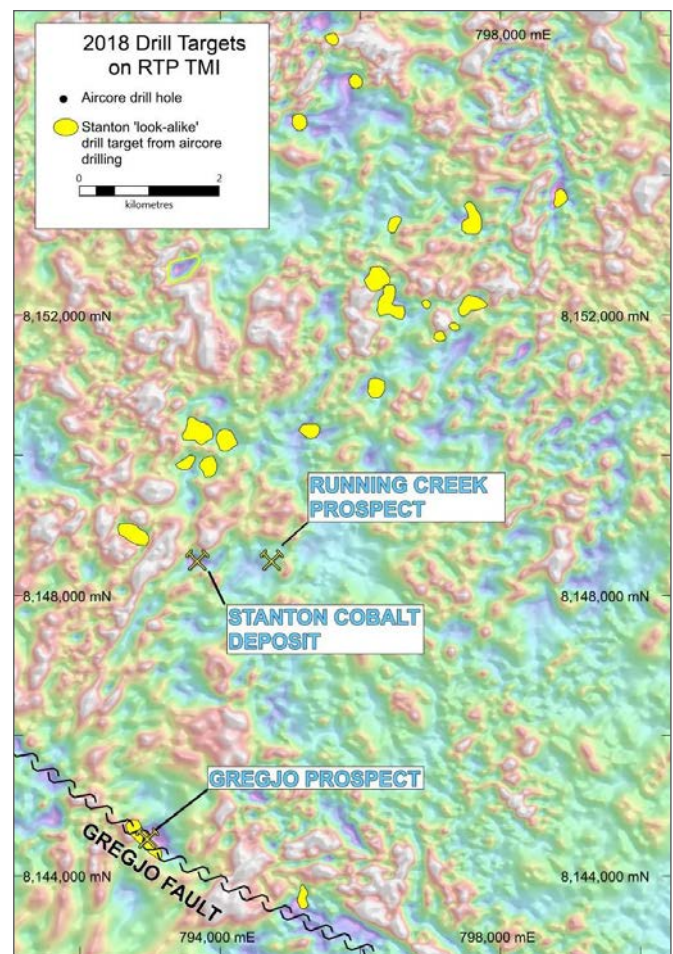 798,000 mE
2018 Drill Targets
on RTP TMI
Aircore drill hole
Stanton 'look-alike'
drill target from aircore
drilling
0 2
kilometres
8,152,000 mN 8,152,000 mN
RUNNING CREEK
PROSPECT
8,148,000 mN 8,148,000 mN
STANTON COBALT
DEPOSIT
GREGJO PROSPECT
GREGJO FAULT
8,144,000 mN 8,144,000 mN
794,000 mE 798,000 mE